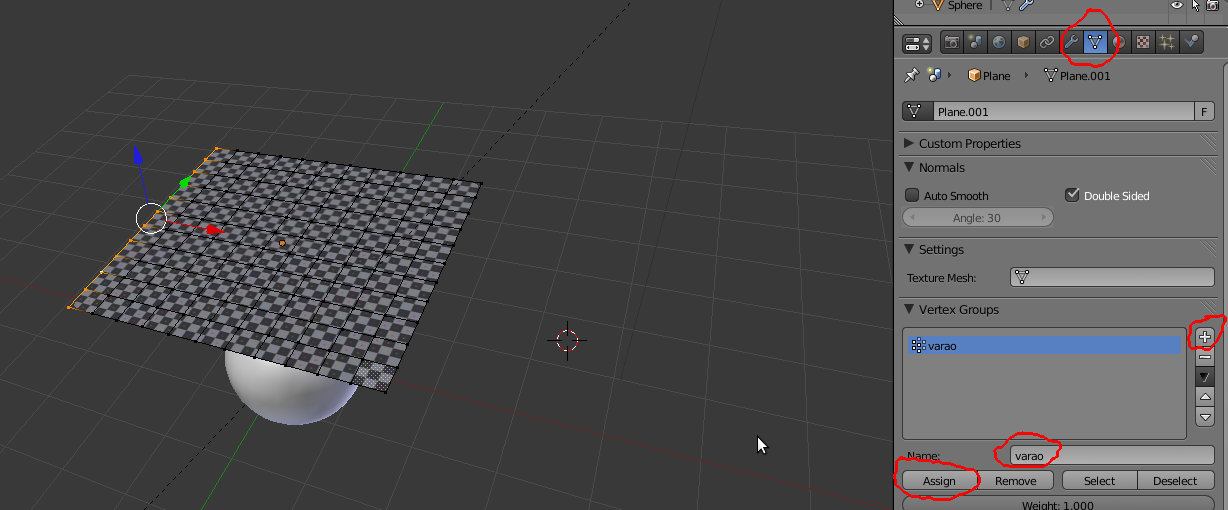 Sphere
Plane
Plane.001
Plane.001
F
Custom Properties
Normals
Auto Smooth
Double Sided
Angle: 30
Settings
Texture Mesh:
Vertex Groups
varao
Name:
varao
Assign
Remove
Select
Deselect
Weight: 1.000